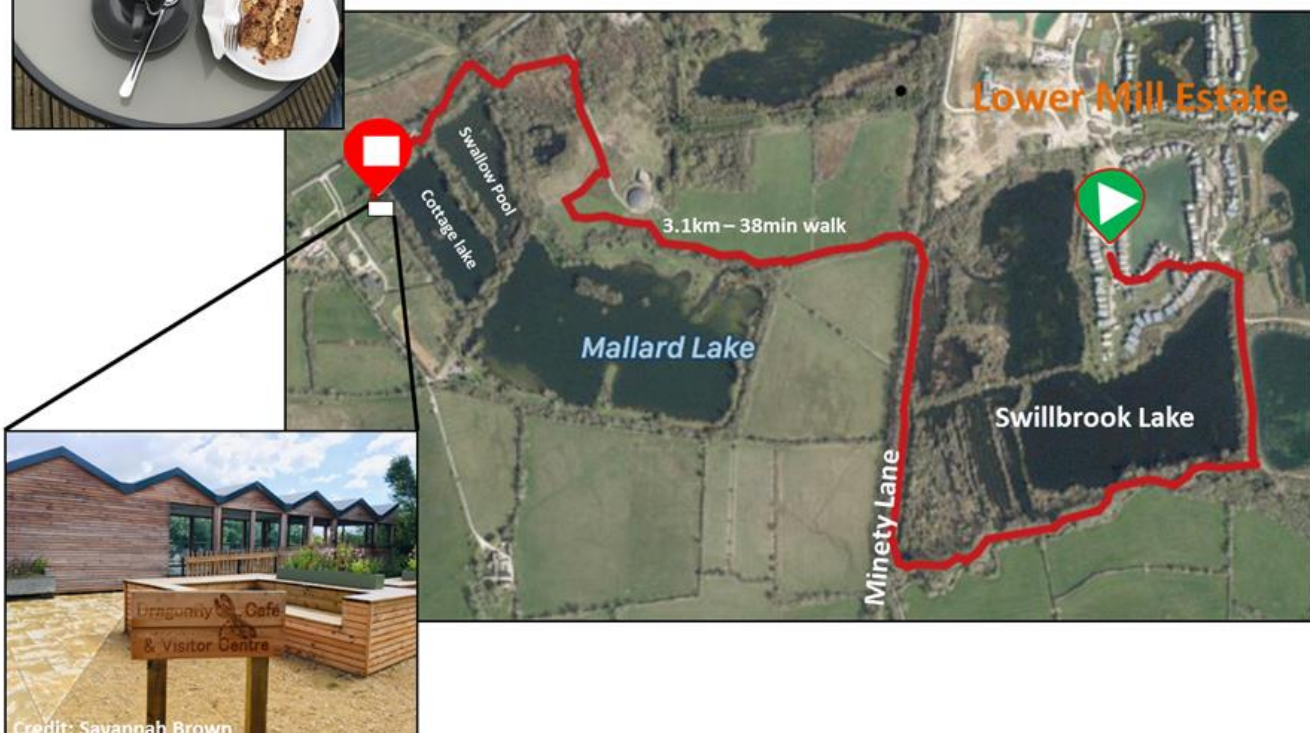 Lower Mill Estate
Swallow Pool
Cottage lake
3.1km – 38min walk
Mallard Lake
Swillbrook Lake
Minety Lane
Dragonfly Café
& Visitor Centre
Credit: Savannah Brown